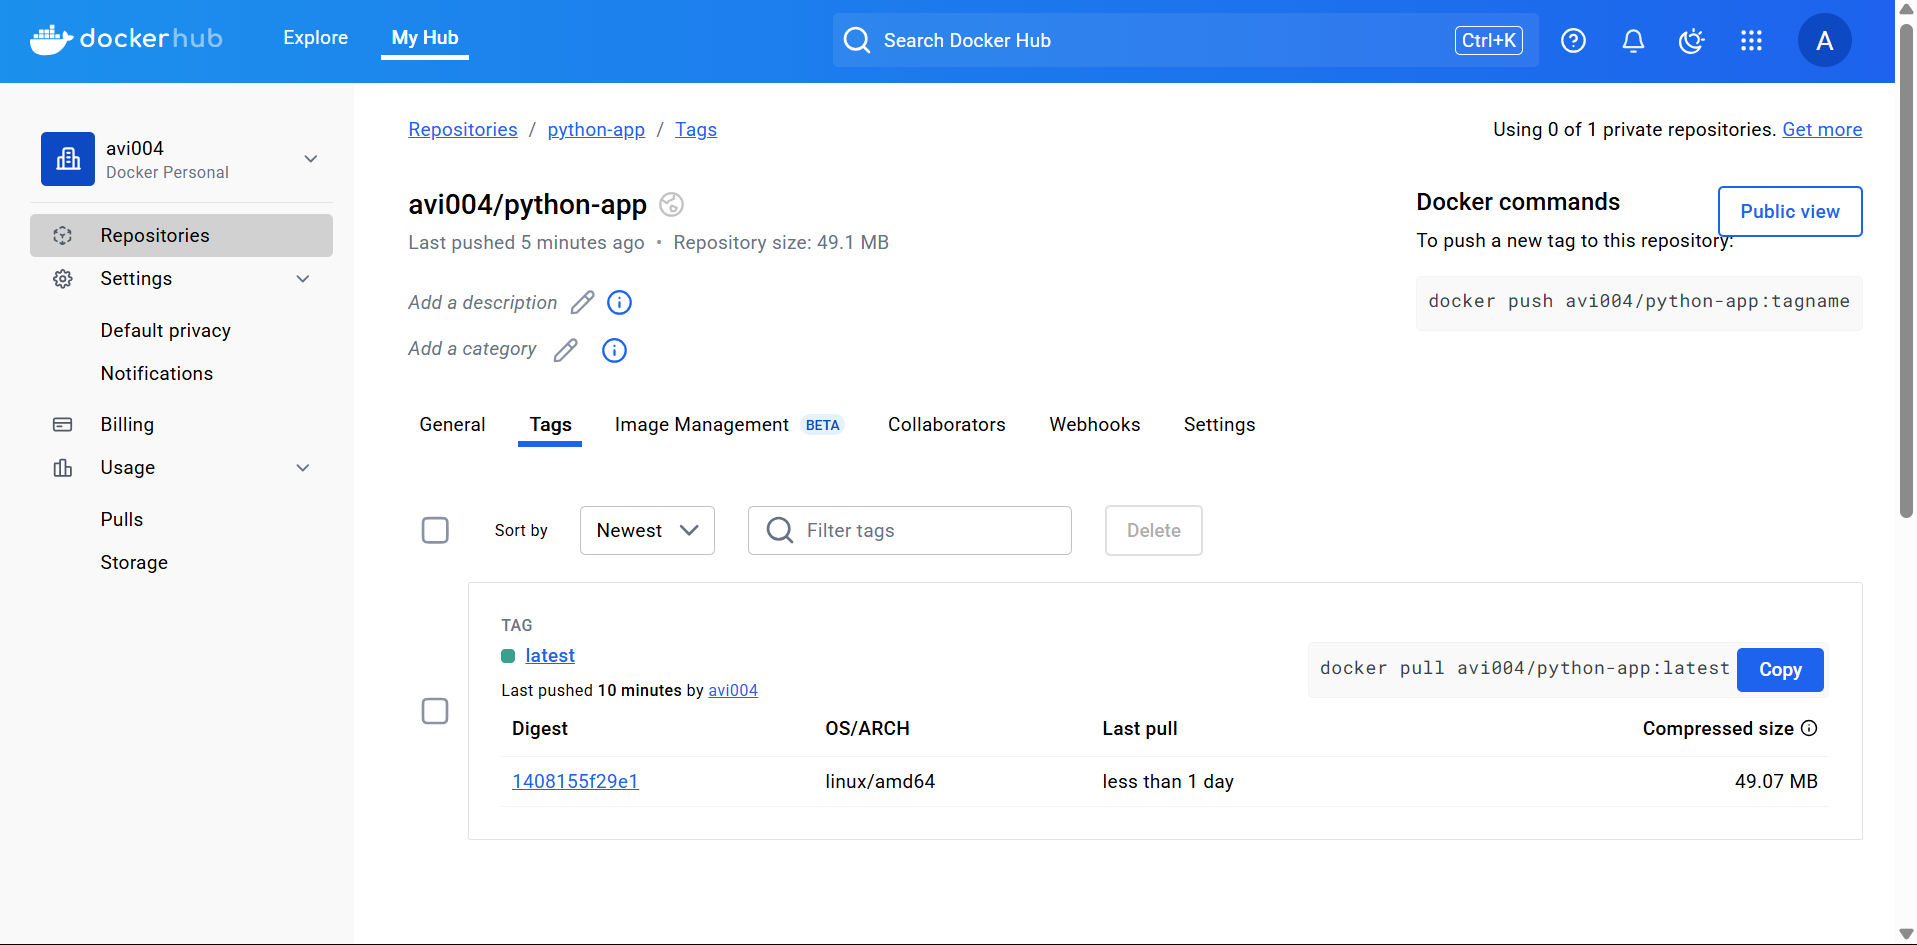 dockerhub
Explore
My Hub
Search Docker Hub
Ctrl+K
A
avi004
Docker Personal
Repositories
Settings
Default privacy
Notifications
Billing
Usage
Pulls
Storage
Repositories / python-app / Tags
Using 0 of 1 private repositories. Get more
avi004/python-app
Last pushed 5 minutes ago • Repository size: 49.1 MB
Add a description
Add a category
Docker commands
Public view
To push a new tag to this repository:
docker push avi004/python-app:tagname
General Tags Image Management BETA Collaborators Webhooks Settings
Sort by Newest Filter tags Delete
TAG
latest
Last pushed 10 minutes by avi004
docker pull avi004/python-app:latest Copy
Digest OS/ARCH Last pull Compressed size
1408155f29e1 linux/amd64 less than 1 day 49.07 MB